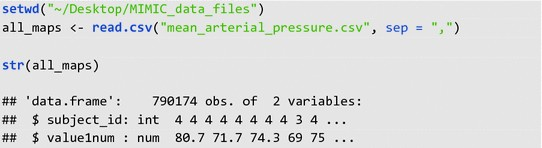 setwd("~/Desktop/MIMIC_data_files")
all_maps <- read.csv("mean_arterial_pressure.csv", sep = ",")
str(all_maps)
## 'data.frame':    790174 obs. of  2 variables:
##  $ subject_id: int  4 4 4 4 4 4 4 4 3 4 ...
##  $ value1num : num  80.7 71.7 74.3 69 75 ...